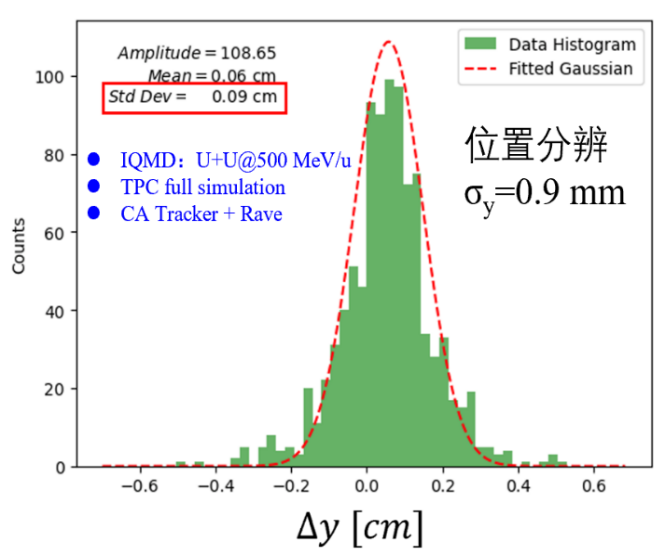 Amplitude = 108.65
Mean = 0.06 cm
Std Dev = 0.09 cm
Data Histogram
Fitted Gaussian
● IQMD：U+U@500 MeV/u
● TPC full simulation
● CA Tracker + Rave
位置分辨
σy=0.9 mm
Counts
100
80
60
40
20
0
−0.6 −0.4 −0.2 0.0 0.2 0.4 0.6
Δy [cm]